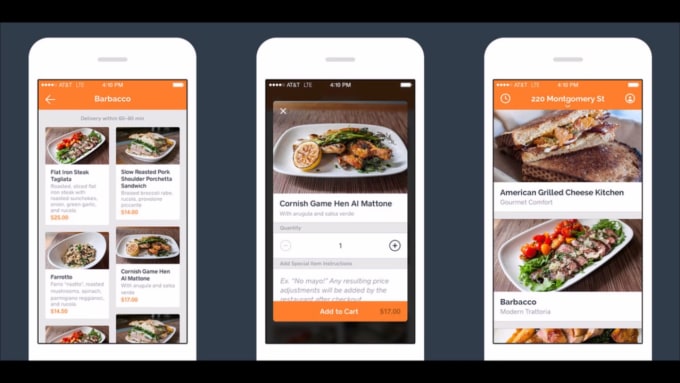 AT&T LTE 4:16 PM
Barbacco
Delivery within 60–80 min
Flat Iron Steak
Tagliata
Roasted, sliced flat
iron steak with
roasted sunchokes,
onion, green garlic,
and rucola
$25.00
Slow Roasted Pork
Shoulder Porchetta
Sandwich
Braised broccoli rabe,
rucola, provolone
piccante
$14.00
Farrotto
Farro "risotto", roasted
mushrooms, spinach,
parmigiano reggiano,
and rucola
$14.00
Cornish Game Hen
Al Mattone
With arugula and salsa
verde
$17.00
AT&T LTE 4:19 PM
Cornish Game Hen Al Mattone
With arugula and salsa verde
Quantity
1
Add Special Item Instructions
Ex. "No mayo!" Any resulting price
adjustments will be added by the
restaurant after checkout.
Add to Cart $17.00
AT&T LTE 4:16 PM
220 Montgomery St
American Grilled Cheese Kitchen
Gourmet Comfort
Barbacco
Modern Trattoria